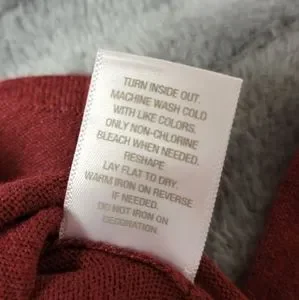 TURN INSIDE OUT.
MACHINE WASH COLD
WITH LIKE COLORS.
ONLY NON-CHLORINE
BLEACH WHEN NEEDED.
RESHAPE
LAY FLAT TO DRY.
WARM IRON ON REVERSE
IF NEEDED.
DO NOT IRON ON
DECORATION.